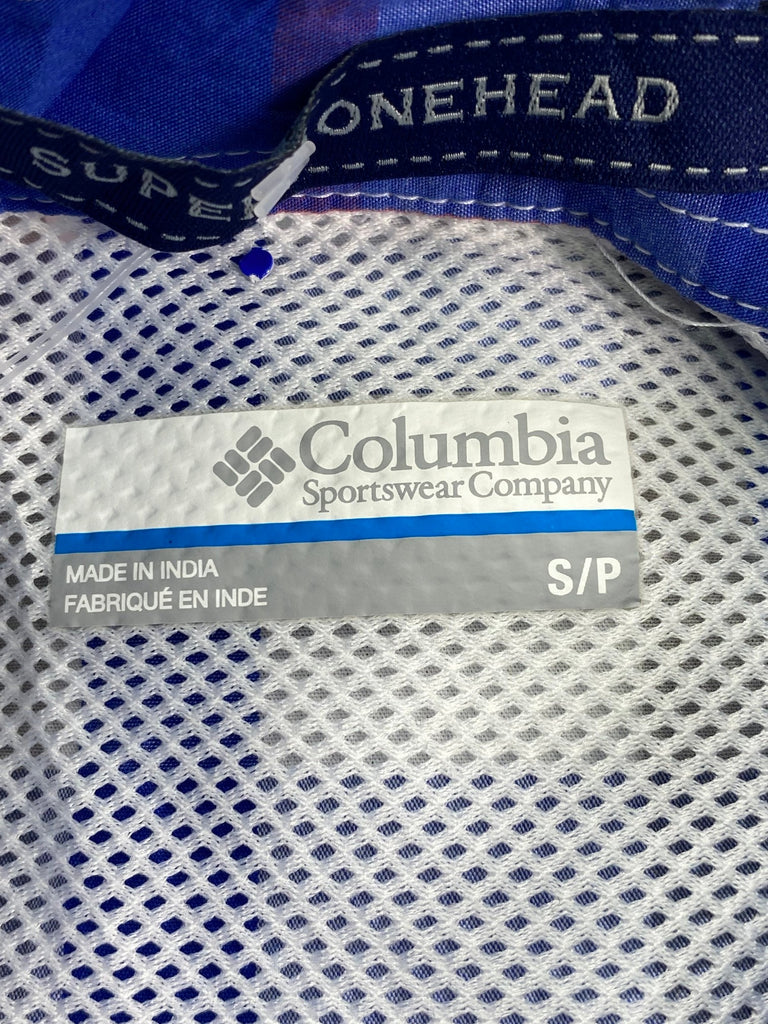 SUPER
ONEHEAD
Columbia
Sportswear Company
MADE IN INDIA
FABRIQUÉ EN INDE
S/P